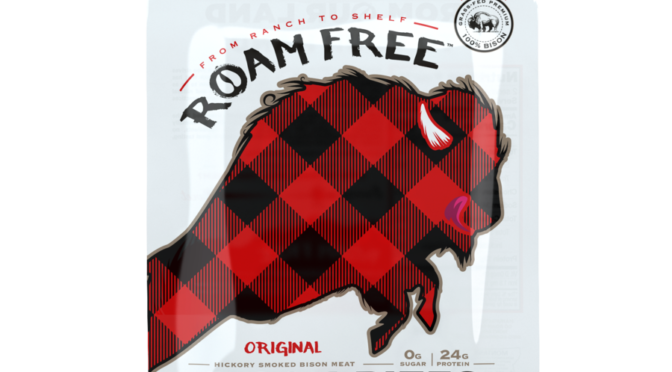 FROM RANCH TO SHELF
ROAM FREE™
GRASS-FED PREMIUM
100% BISON
ORIGINAL
HICKORY SMOKED BISON MEAT
0G SUGAR | 24G PROTEIN